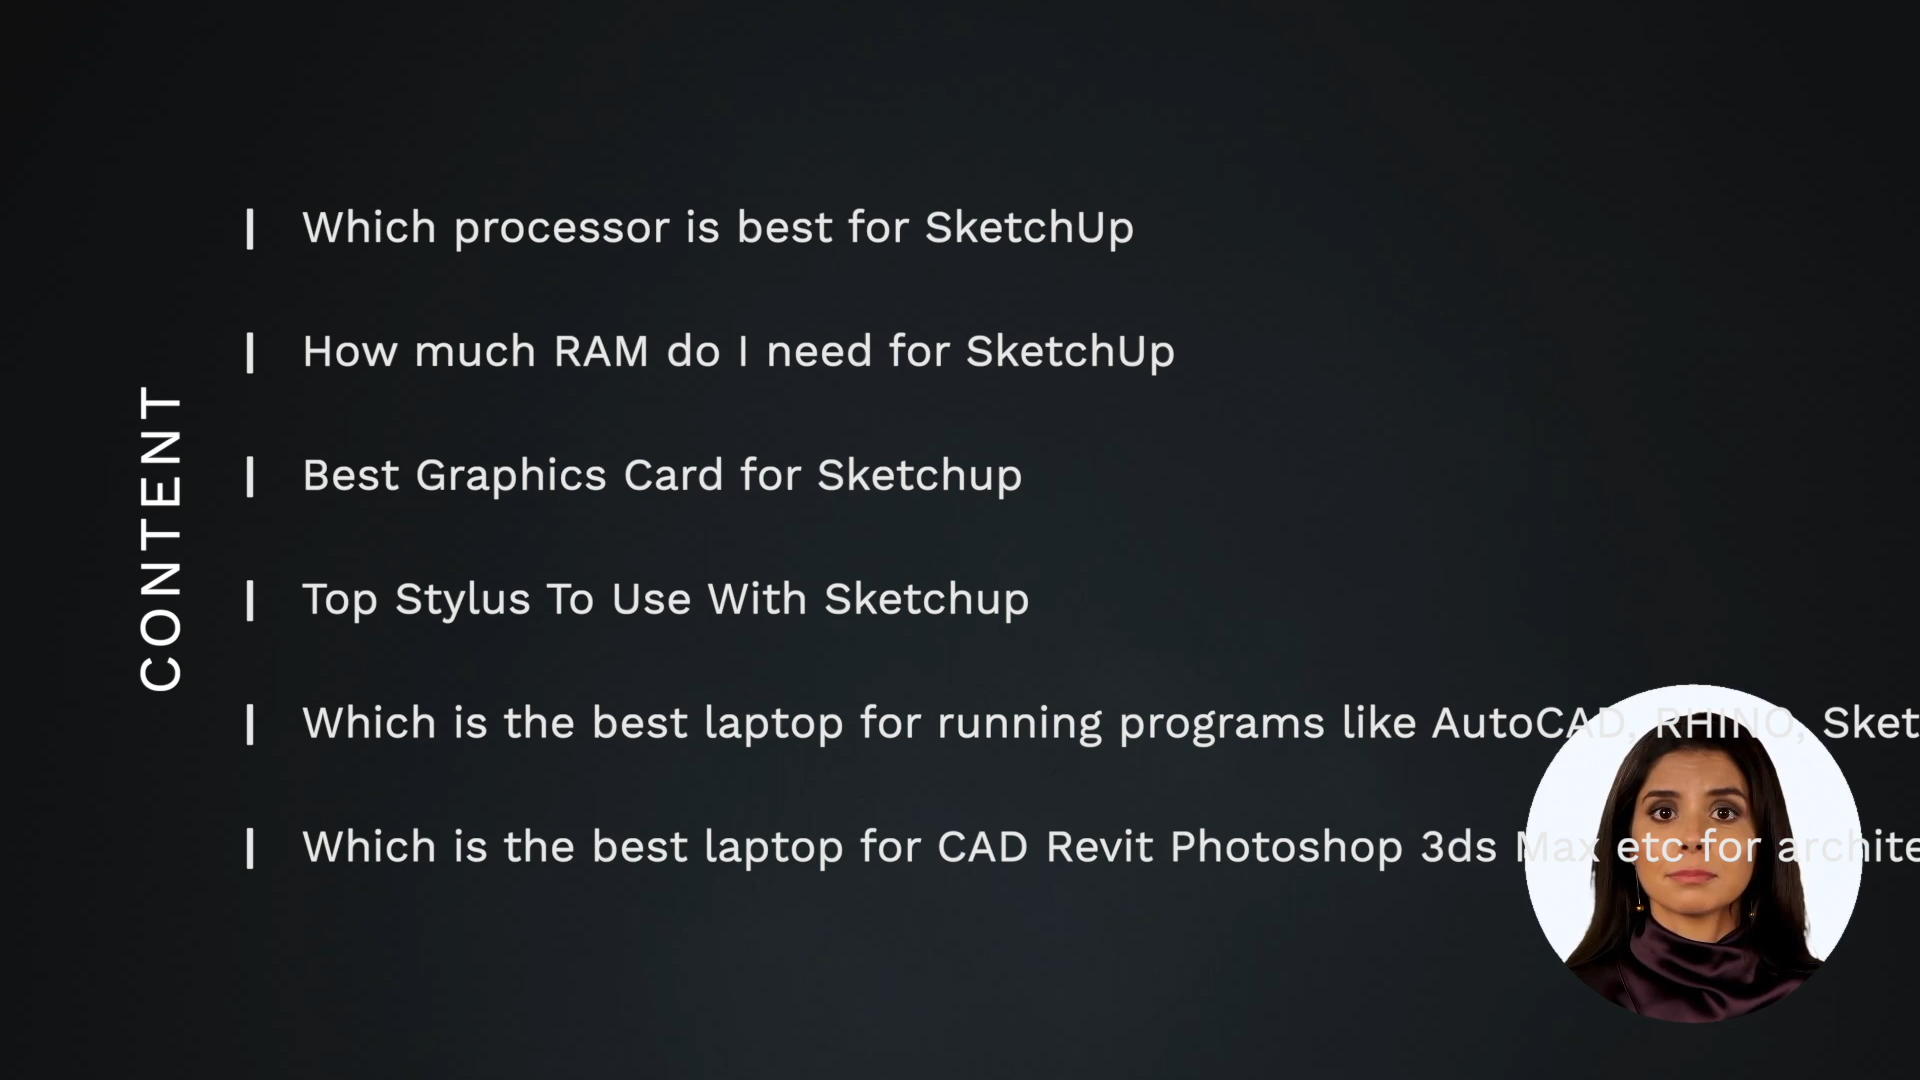 CONTENT
Which processor is best for SketchUp
How much RAM do I need for SketchUp
Best Graphics Card for Sketchup
Top Stylus To Use With Sketchup
Which is the best laptop for running programs like AutoCAD, RHINO, Sket
Which is the best laptop for CAD Revit Photoshop 3ds Max etc for archite